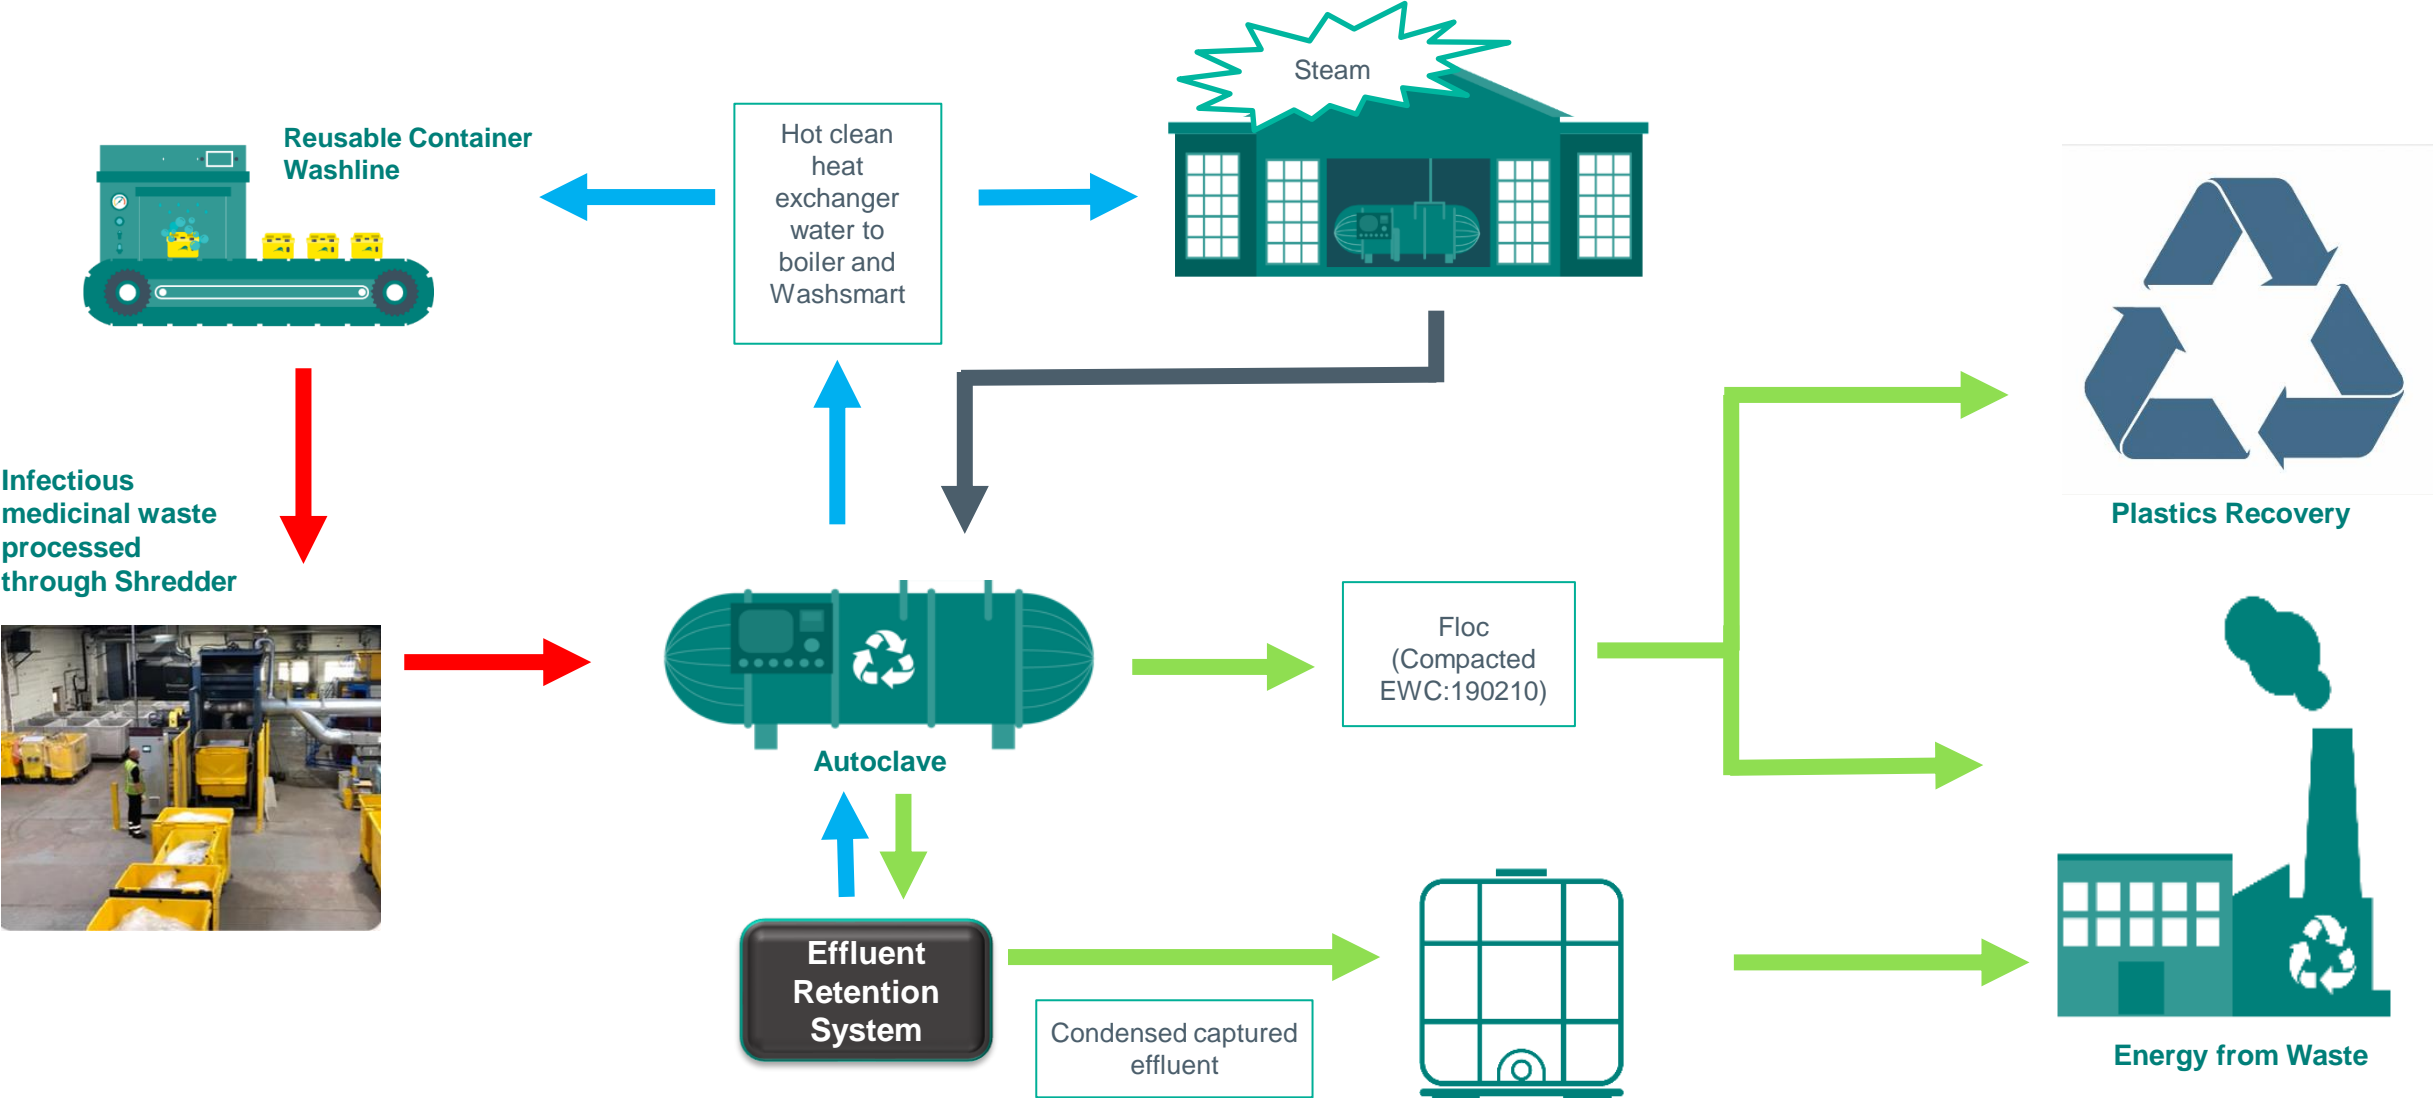 Steam
Reusable Container
Washline
Hot clean
heat
exchanger
water to
boiler and
Washsmart
Infectious
medicinal waste
processed
through Shredder
Plastics Recovery
Floc
(Compacted
EWC:190210)
Autoclave
Effluent
Retention
System
Condensed captured
effluent
Energy from Waste